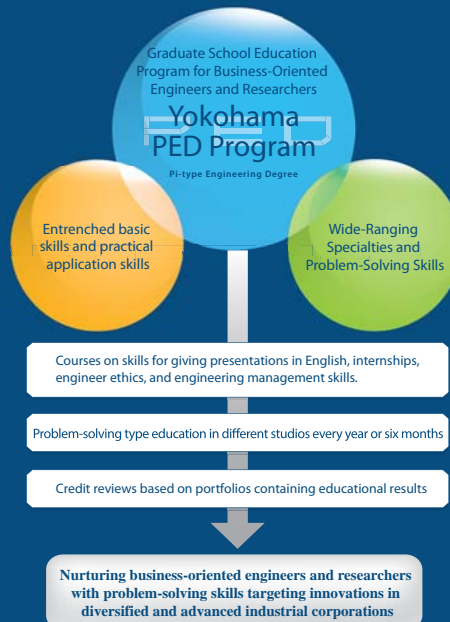 Graduate School Education
Program for Business-Oriented
Engineers and Researchers
PED
Yokohama
PED Program
Pi-type Engineering Degree
Entrenched basic
skills and practical
application skills
Wide-Ranging
Specialties and
Problem-Solving Skills
Courses on skills for giving presentations in English, internships,
engineer ethics, and engineering management skills.
Problem-solving type education in different studios every year or six months
Credit reviews based on portfolios containing educational results
Nurturing business-oriented engineers and researchers
with problem-solving skills targeting innovations in
diversified and advanced industrial corporations